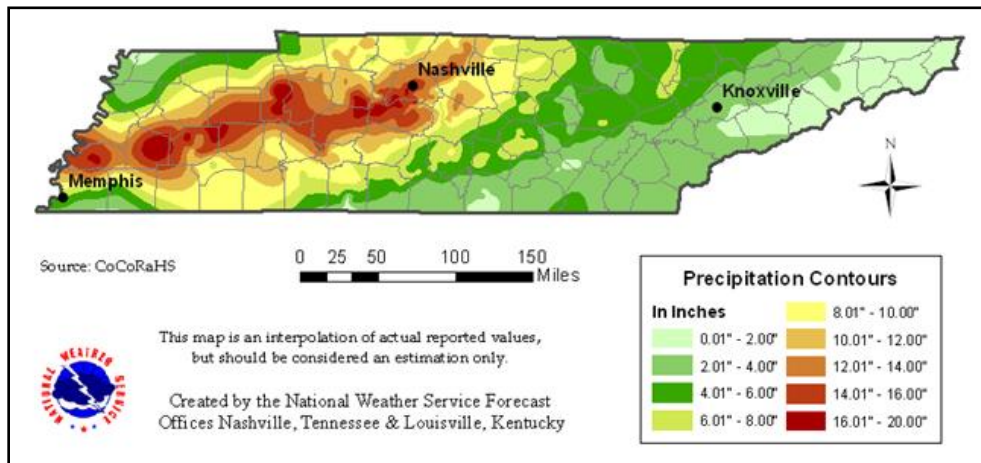 Nashville
Knoxville
Memphis
N
Source: CoCoRaHS
0 25 50 100 150
Miles
This map is an interpolation of actual reported values,
but should be considered an estimation only.
NATIONAL WEATHER SERVICE
Created by the National Weather Service Forecast
Offices Nashville, Tennessee & Louisville, Kentucky
Precipitation Contours
In Inches
0.01" - 2.00"
2.01" - 4.00"
4.01" - 6.00"
6.01" - 8.00"
8.01" - 10.00"
10.01" - 12.00"
12.01" - 14.00"
14.01" - 16.00"
16.01" - 20.00"